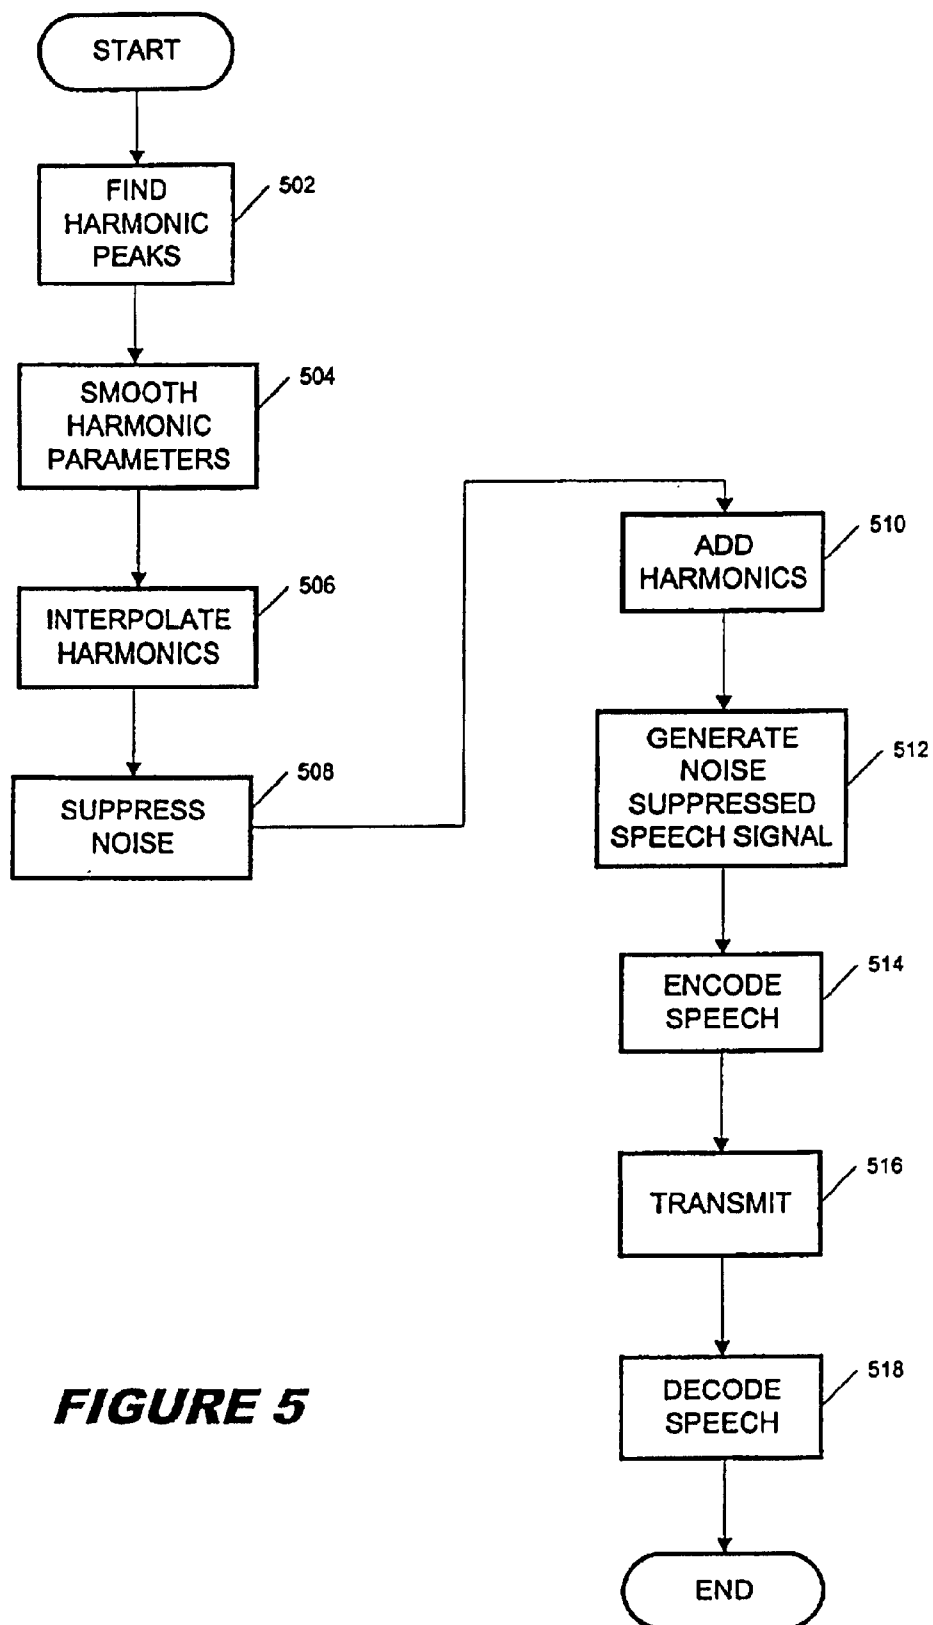 START
FIND
HARMONIC
PEAKS
502
SMOOTH
HARMONIC
PARAMETERS
504
INTERPOLATE
HARMONICS
506
SUPPRESS
NOISE
508
ADD
HARMONICS
510
GENERATE
NOISE
SUPPRESSED
SPEECH SIGNAL
512
ENCODE
SPEECH
514
TRANSMIT
516
DECODE
SPEECH
518
END
FIGURE 5